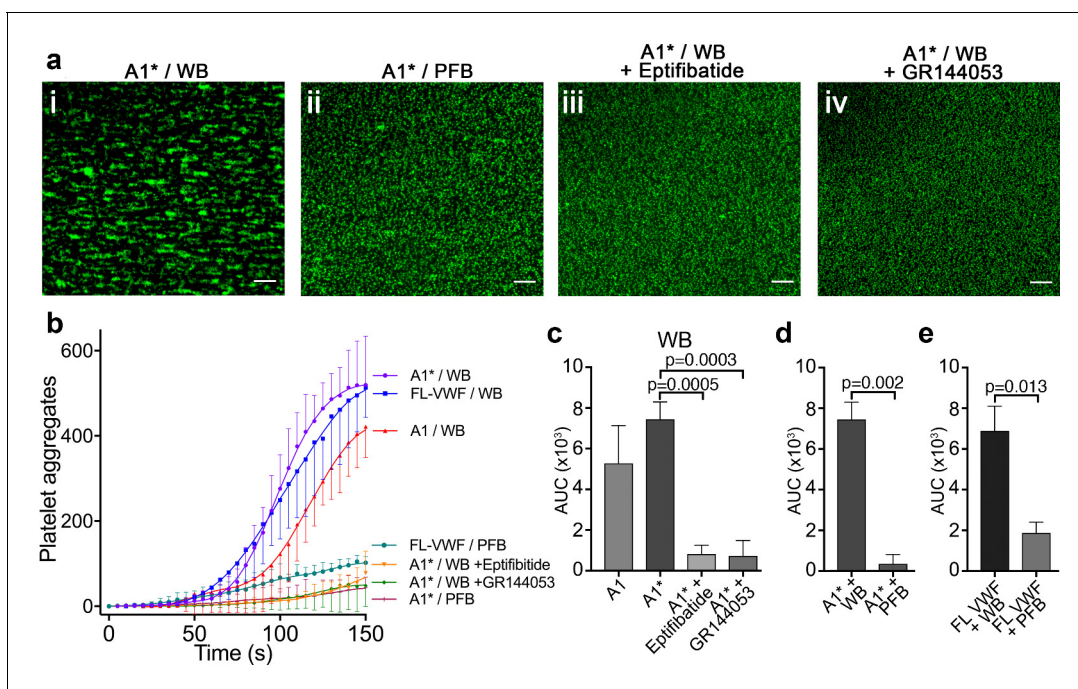 a
A1* / WB
A1* / PFB
A1* / WB
+ Eptifibatide
A1* / WB
+ GR144053
i
ii
iii
iv
b
600
400
200
0
Platelet aggregates
0
50
100
150
Time (s)
A1* / WB
FL-VWF / WB
A1 / WB
FL-VWF / PFB
A1* / WB +Eptifibitide
A1* / WB +GR144053
A1* / PFB
c
WB
10
8
6
4
2
0
AUC (x10³)
p=0.0003
p=0.0005
A1
A1*
A1* +
Eptifibatide
A1* +
GR144053
d
10
8
6
4
2
0
AUC (x10³)
p=0.002
A1* +
WB
A1* +
PFB
e
10
8
6
4
2
0
AUC (x10³)
p=0.013
FL VWF
+ WB
FL VWF
+ PFB